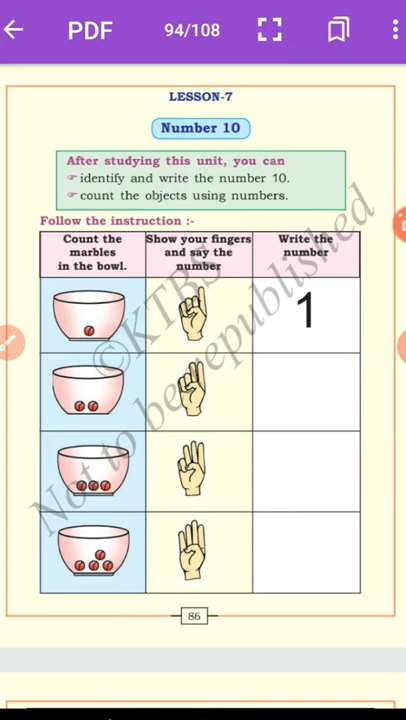 PDF 94/108
LESSON-7
Number 10
After studying this unit, you can
☞ identify and write the number 10.
☞ count the objects using numbers.
Follow the instruction :-
Count the
marbles
in the bowl.
Show your fingers
and say the
number
Write the
number
1
©KTBS
Not to be republished
86